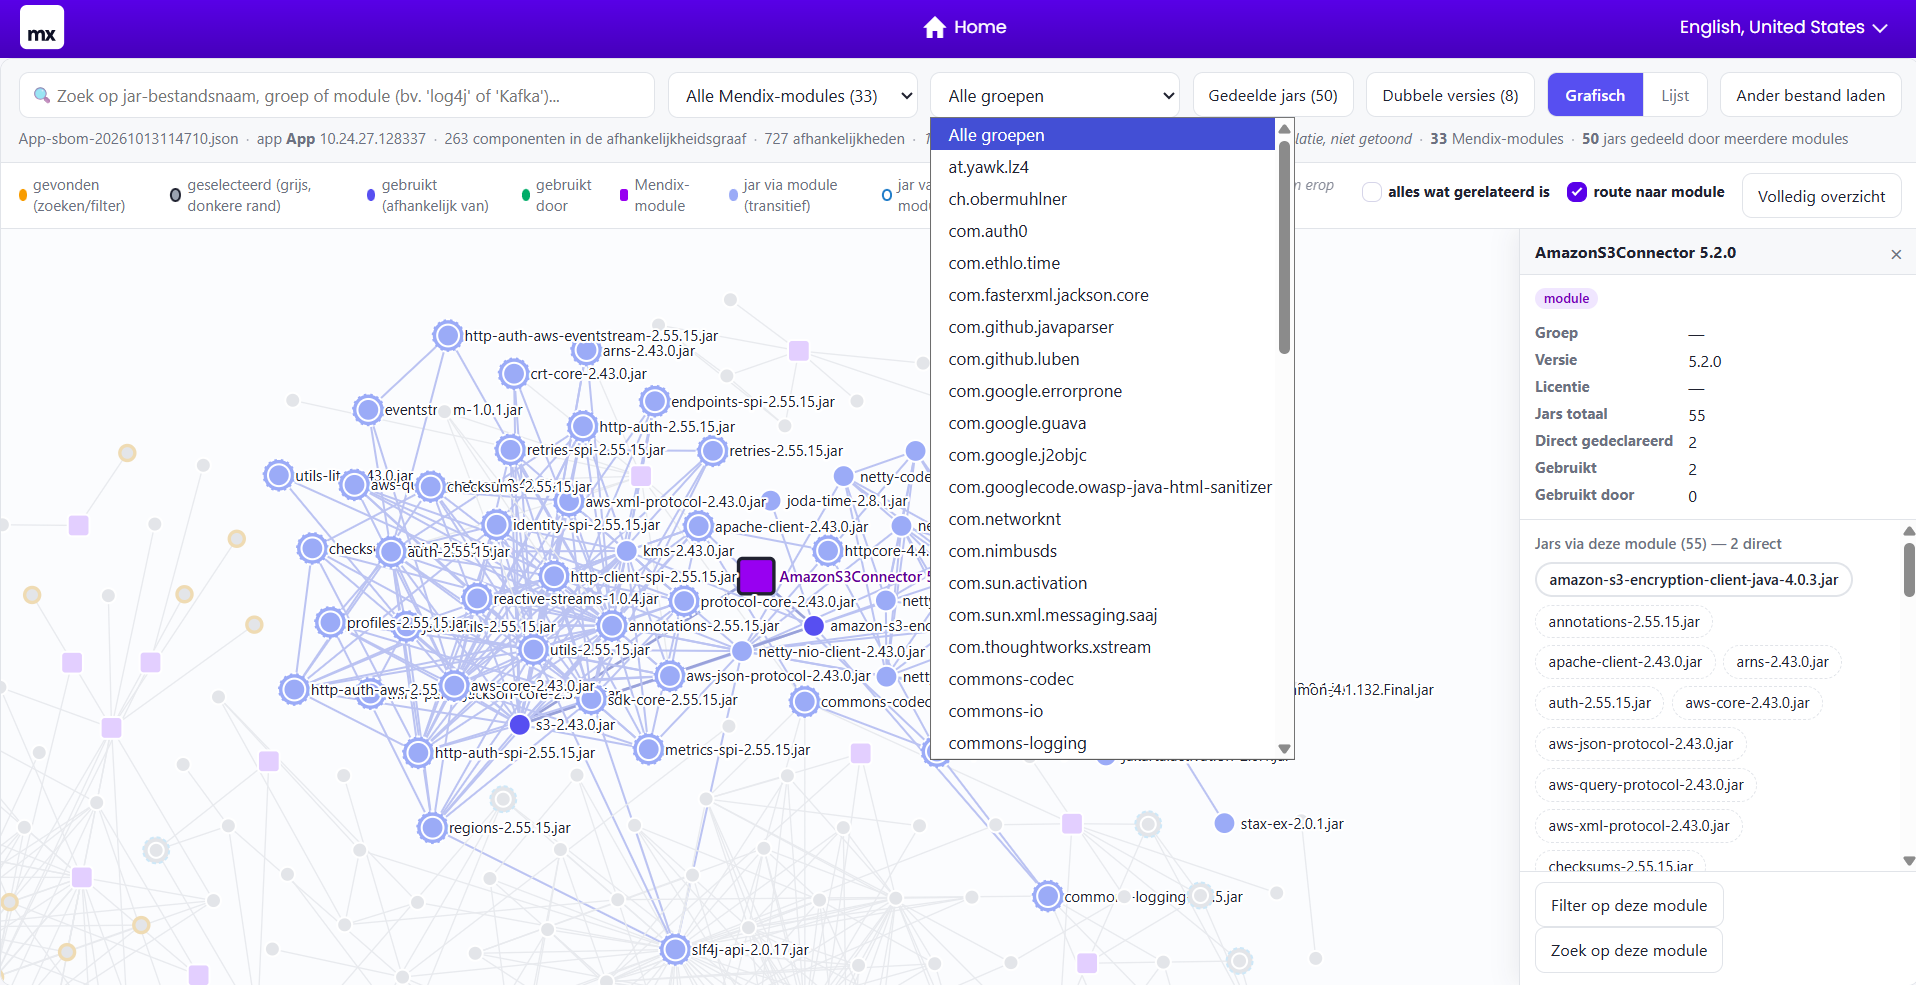 mx
Home
English, United States
Zoek op jar-bestandsnaam, groep of module (bv. 'log4j' of 'Kafka')...
Alle Mendix-modules (33)
Alle groepen
Gedeelde jars (50)
Dubbele versies (8)
Grafisch
Lijst
Ander bestand laden
App-sbom-20261013114710.json · app App 10.24.27.128337 · 263 componenten in de afhankelijkheidsgraaf · 727 afhankelijkheden ·
niet getoond · 33 Mendix-modules · 50 jars gedeeld door meerdere modules
gevonden
(zoeken/filter)
geselecteerd (grijs,
donkere rand)
gebruikt
(afhankelijk van)
gebruikt
door
Mendix-
module
jar via module
(transitief)
jar
erop
alles wat gerelateerd is
route naar module
Volledig overzicht
Alle groepen
at.yawk.lz4
ch.obermuhlner
com.auth0
com.ethlo.time
com.fasterxml.jackson.core
com.github.javaparser
com.github.luben
com.google.errorprone
com.google.guava
com.google.j2objc
com.googlecode.owasp-java-html-sanitizer
com.networknt
com.nimbusds
com.sun.activation
com.sun.xml.messaging.saaj
com.thoughtworks.xstream
commons-codec
commons-io
commons-logging
http-auth-aws-eventstream-2.55.15.jar
arns-2.43.0.jar
crt-core-2.43.0.jar
endpoints-spi-2.55.15.jar
http-auth-2.55.15.jar
retries-spi-2.55.15.jar
retries-2.55.15.jar
checksums-2.55.15.jar
aws-xml-protocol-2.43.0.jar
joda-time-2.8.1.jar
identity-spi-2.55.15.jar
apache-client-2.43.0.jar
auth-2.55.15.jar
kms-2.43.0.jar
httpcore-4.4.
http-client-spi-2.55.15.jar
AmazonS3Connector 5
reactive-streams-1.0.4.jar
protocol-core-2.43.0.jar
profiles-2.55.15.jar
annotations-2.55.15.jar
amazon-s3-enc
utils-2.55.15.jar
netty-nio-client-2.43.0.jar
aws-json-protocol-2.43.0.jar
http-auth-aws-2.55
aws-core-2.43.0.jar
sdk-core-2.55.15.jar
commons-codec
s3-2.43.0.jar
http-auth-spi-2.55.15.jar
metrics-spi-2.55.15.jar
regions-2.55.15.jar
stax-ex-2.0.1.jar
slf4j-api-2.0.17.jar
AmazonS3Connector 5.2.0
×
module
Groep —
Versie 5.2.0
Licentie —
Jars totaal 55
Direct gedeclareerd 2
Gebruikt 2
Gebruikt door 0
Jars via deze module (55) — 2 direct
amazon-s3-encryption-client-java-4.0.3.jar
annotations-2.55.15.jar
apache-client-2.43.0.jar arns-2.43.0.jar
auth-2.55.15.jar aws-core-2.43.0.jar
aws-json-protocol-2.43.0.jar
aws-query-protocol-2.43.0.jar
aws-xml-protocol-2.43.0.jar
checksums-2.55.15.jar
Filter op deze module
Zoek op deze module